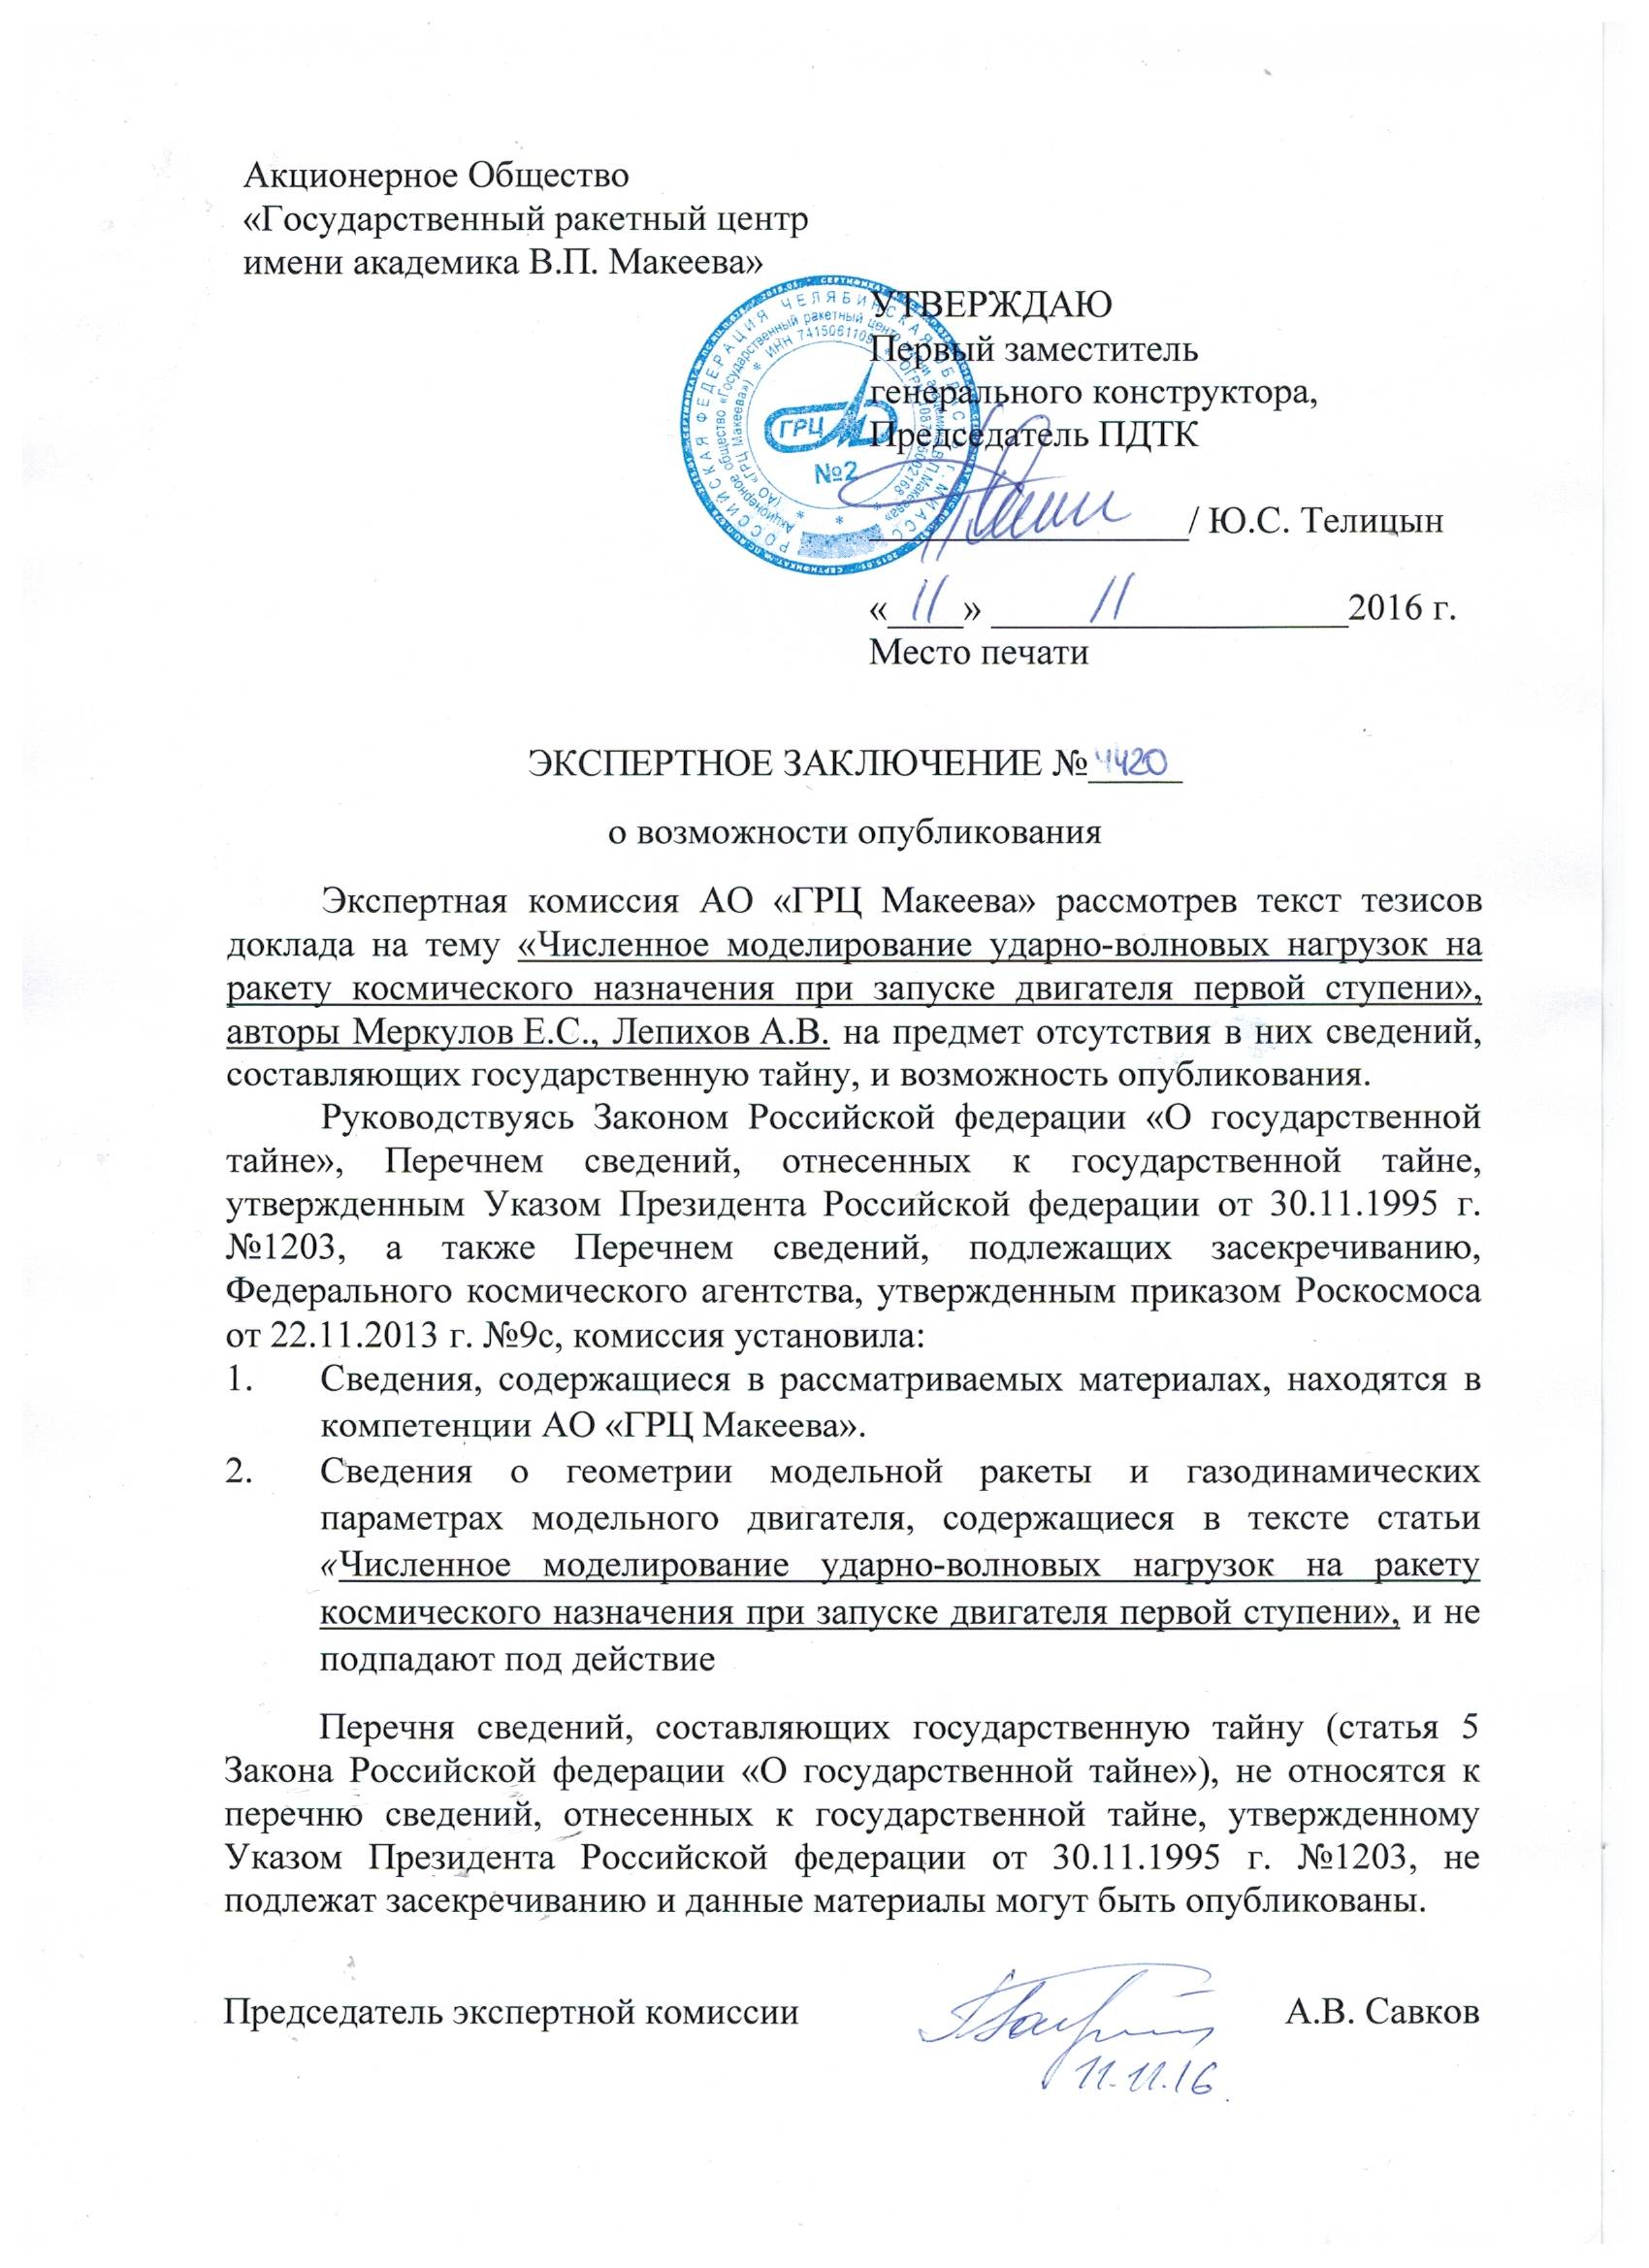 Акционерное Общество
«Государственный ракетный центр
имени академика В.П. Макеева»
УТВЕРЖДАЮ
Первый заместитель
генерального конструктора,
Председатель ПДТК
/ Ю.С. Телицын
« 11 » 11 2016 г.
Место печати
РОССИЙСКАЯ ФЕДЕРАЦИЯ ЧЕЛЯБИНСКАЯ ОБЛАСТЬ г. МИАСС
Акционерное общество «Государственный ракетный центр имени академика В.П.Макеева»
(АО «ГРЦ Макеева») * ИНН 7415061109 *
ГРЦ
№2
ЭКСПЕРТНОЕ ЗАКЛЮЧЕНИЕ № 4420
о возможности опубликования
Экспертная комиссия АО «ГРЦ Макеева» рассмотрев текст тезисов
доклада на тему «Численное моделирование ударно-волновых нагрузок на
ракету космического назначения при запуске двигателя первой ступени»,
авторы Меркулов Е.С., Лепихов А.В. на предмет отсутствия в них сведений,
составляющих государственную тайну, и возможность опубликования.
Руководствуясь Законом Российской федерации «О государственной
тайне», Перечнем сведений, отнесенных к государственной тайне,
утвержденным Указом Президента Российской федерации от 30.11.1995 г.
№1203, а также Перечнем сведений, подлежащих засекречиванию,
Федерального космического агентства, утвержденным приказом Роскосмоса
от 22.11.2013 г. №9с, комиссия установила:
1. Сведения, содержащиеся в рассматриваемых материалах, находятся в
компетенции АО «ГРЦ Макеева».
2. Сведения о геометрии модельной ракеты и газодинамических
параметрах модельного двигателя, содержащиеся в тексте статьи
«Численное моделирование ударно-волновых нагрузок на ракету
космического назначения при запуске двигателя первой ступени», и не
подпадают под действие
Перечня сведений, составляющих государственную тайну (статья 5
Закона Российской федерации «О государственной тайне»), не относятся к
перечню сведений, отнесенных к государственной тайне, утвержденному
Указом Президента Российской федерации от 30.11.1995 г. №1203, не
подлежат засекречиванию и данные материалы могут быть опубликованы.
Председатель экспертной комиссии А.В. Савков
11.11.16